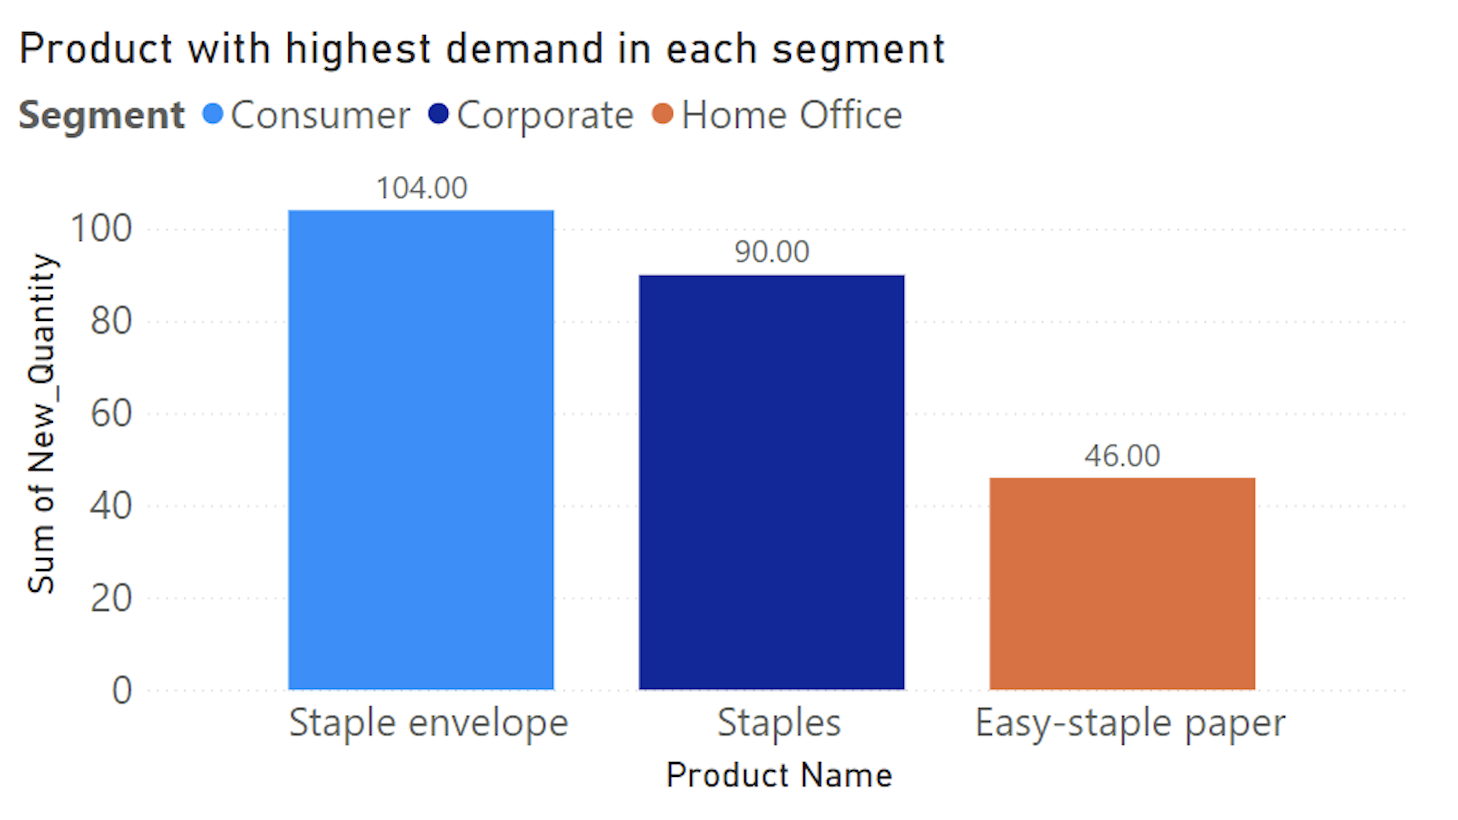 Product with highest demand in each segment
Segment Consumer Corporate Home Office
104.00
90.00
46.00
100
80
60
40
20
0
Sum of New_Quantity
Staple envelope Staples Easy-staple paper
Product Name